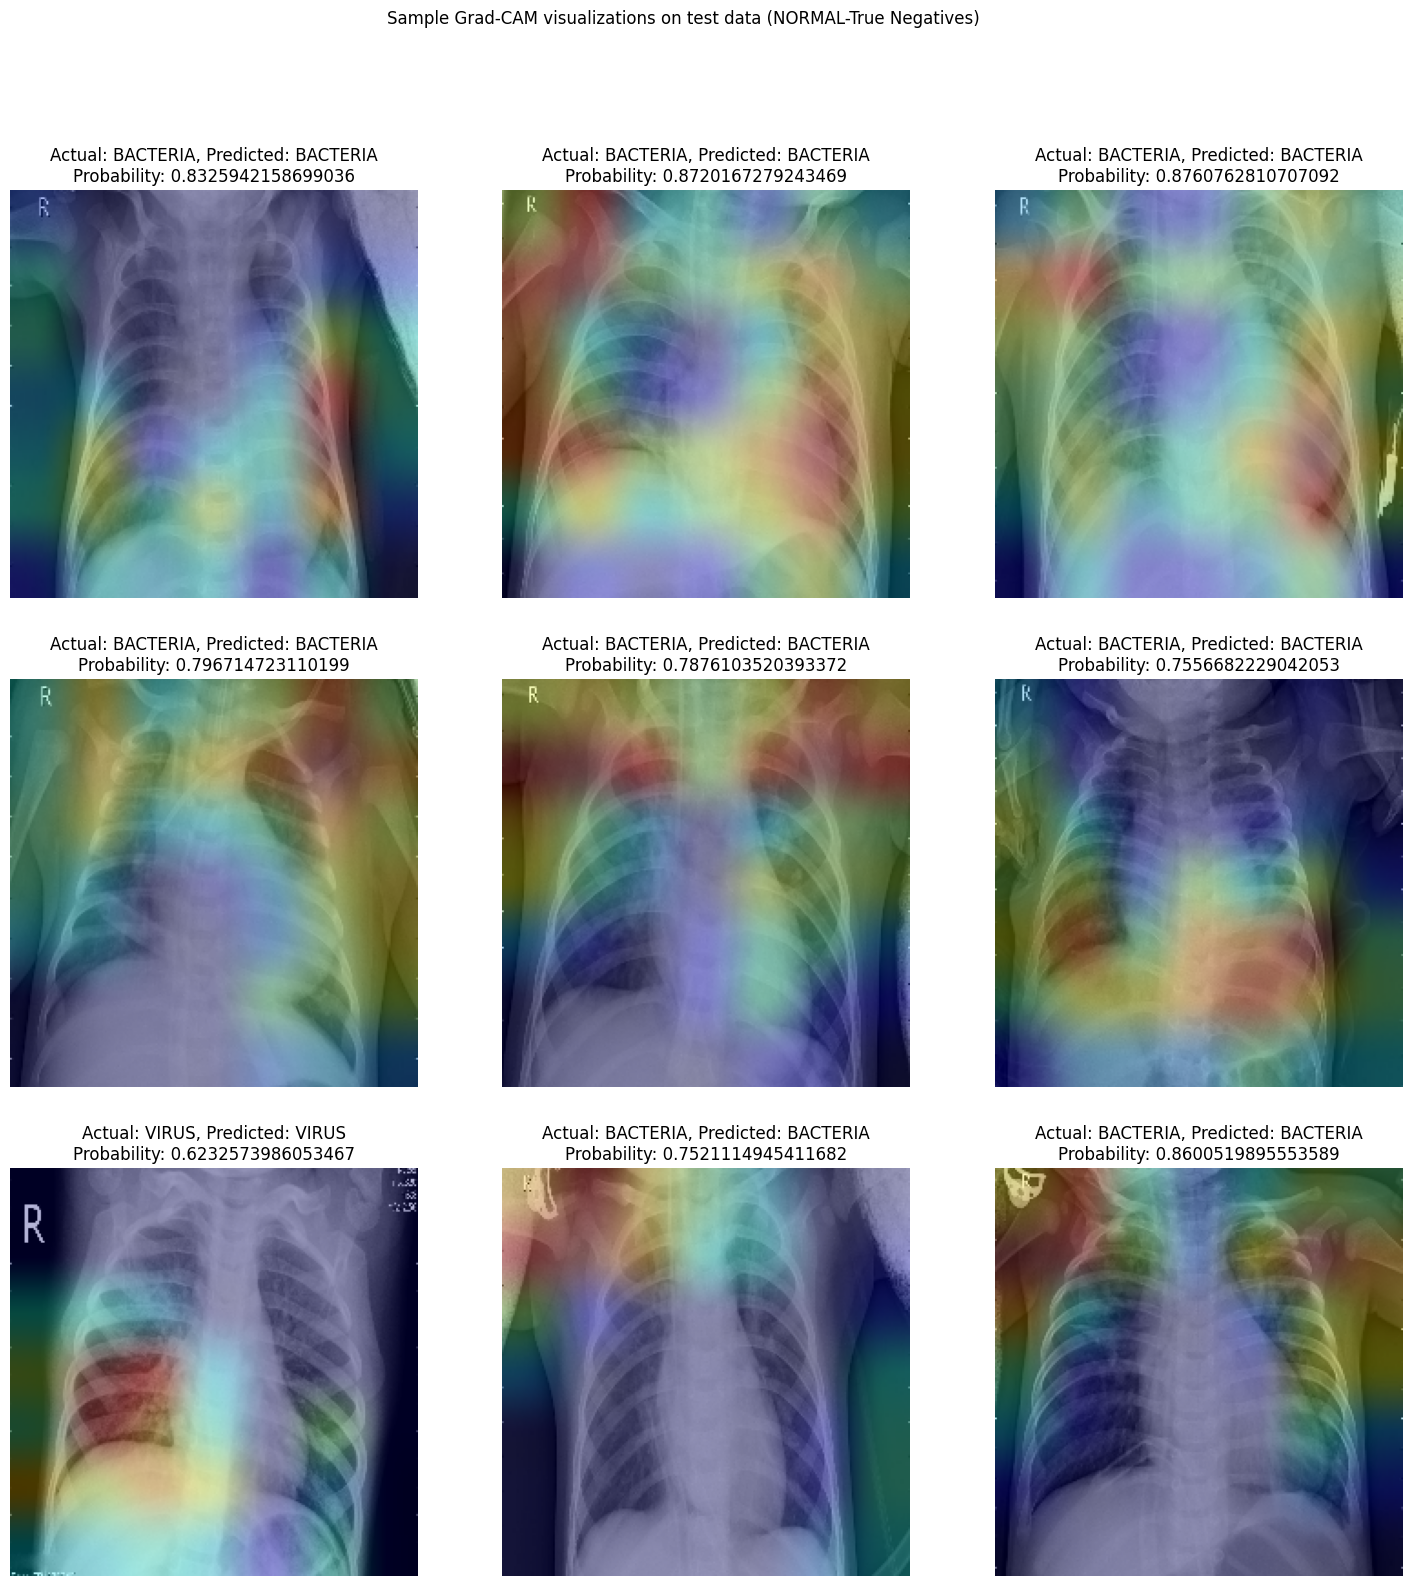 Sample Grad-CAM visualizations on test data (NORMAL-True Negatives)
Actual: BACTERIA, Predicted: BACTERIA
Probability: 0.8325942158699036
Actual: BACTERIA, Predicted: BACTERIA
Probability: 0.8720167279243469
Actual: BACTERIA, Predicted: BACTERIA
Probability: 0.8760762810707092
R
R
R
Actual: BACTERIA, Predicted: BACTERIA
Probability: 0.796714723110199
Actual: BACTERIA, Predicted: BACTERIA
Probability: 0.7876103520393372
Actual: BACTERIA, Predicted: BACTERIA
Probability: 0.7556682229042053
R
R
R
Actual: VIRUS, Predicted: VIRUS
Probability: 0.6232573986053467
Actual: BACTERIA, Predicted: BACTERIA
Probability: 0.7521114945411682
Actual: BACTERIA, Predicted: BACTERIA
Probability: 0.8600519895553589
R
R
R